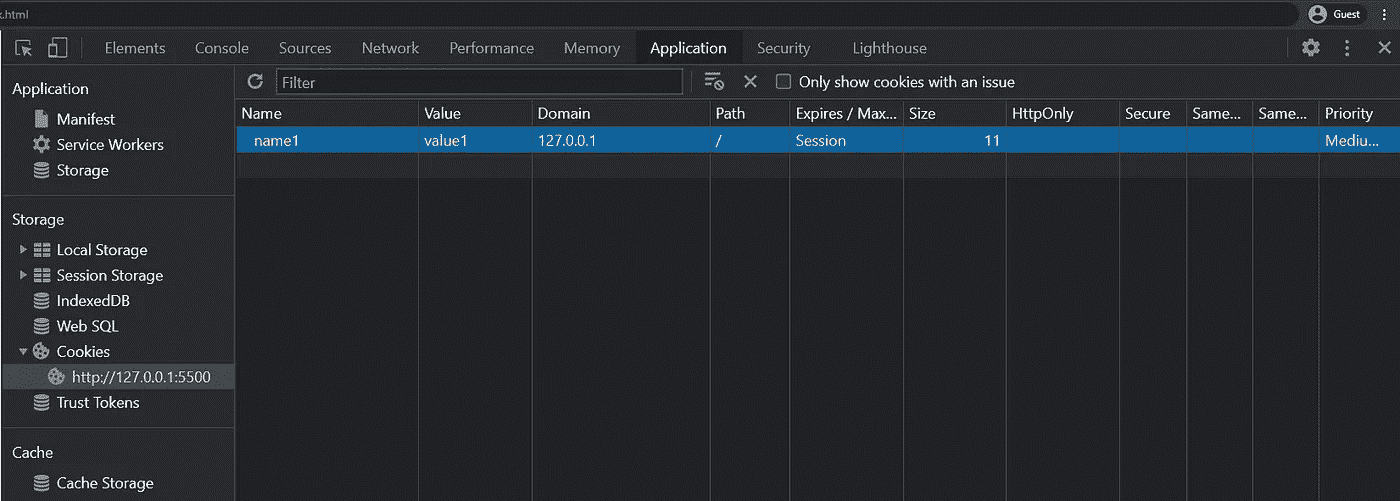 k.html Guest
Elements Console Sources Network Performance Memory Application Security Lighthouse
Application
Manifest
Service Workers
Storage
Storage
Local Storage
Session Storage
IndexedDB
Web SQL
Cookies
http://127.0.0.1:5500
Trust Tokens
Cache
Cache Storage
Filter Only show cookies with an issue
Name Value Domain Path Expires / Max... Size HttpOnly Secure Same... Same... Priority
name1 value1 127.0.0.1 / Session 11 Mediu...